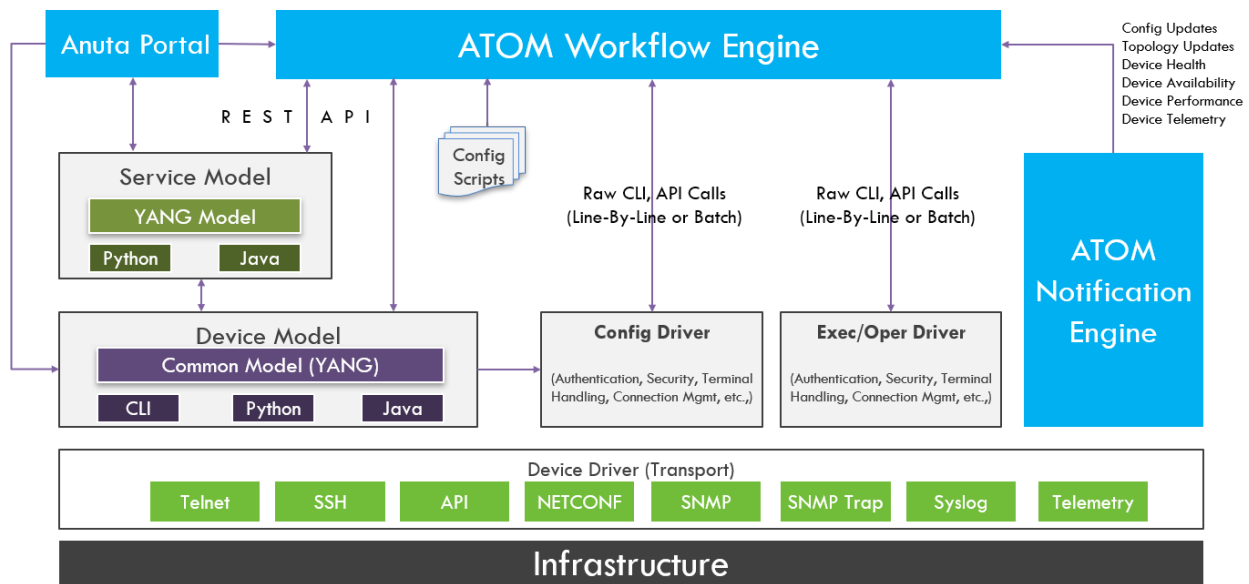 Anuta Portal
ATOM Workflow Engine
Config Updates
Topology Updates
Device Health
Device Availability
Device Performance
Device Telemetry
REST API
Config
Scripts
Service Model
YANG Model
Python
Java
Raw CLI, API Calls
(Line-By-Line or Batch)
Raw CLI, API Calls
(Line-By-Line or Batch)
ATOM
Notification
Engine
Device Model
Common Model (YANG)
CLI
Python
Java
Config Driver
(Authentication, Security, Terminal
Handling, Connection Mgmt, etc.,)
Exec/Oper Driver
(Authentication, Security, Terminal
Handling, Connection Mgmt, etc.,)
Device Driver (Transport)
Telnet
SSH
API
NETCONF
SNMP
SNMP Trap
Syslog
Telemetry
Infrastructure